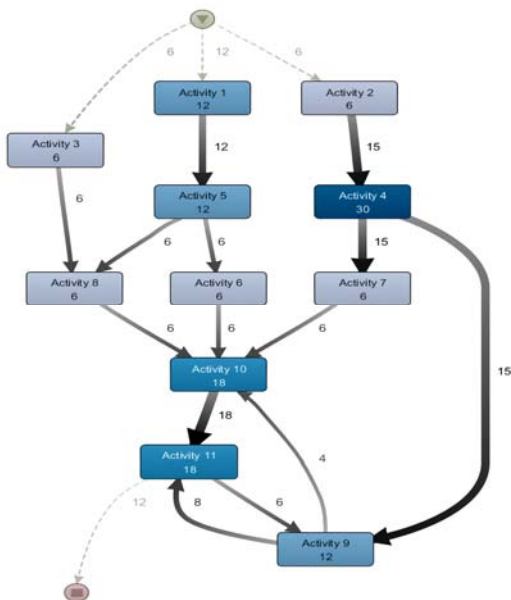 6
12
6
Activity 1
12
Activity 2
6
Activity 3
6
12
15
6
Activity 5
12
Activity 4
30
6
6
15
Activity 8
6
Activity 6
6
Activity 7
6
6
6
6
15
Activity 10
18
18
4
Activity 11
18
12
8
6
Activity 9
12